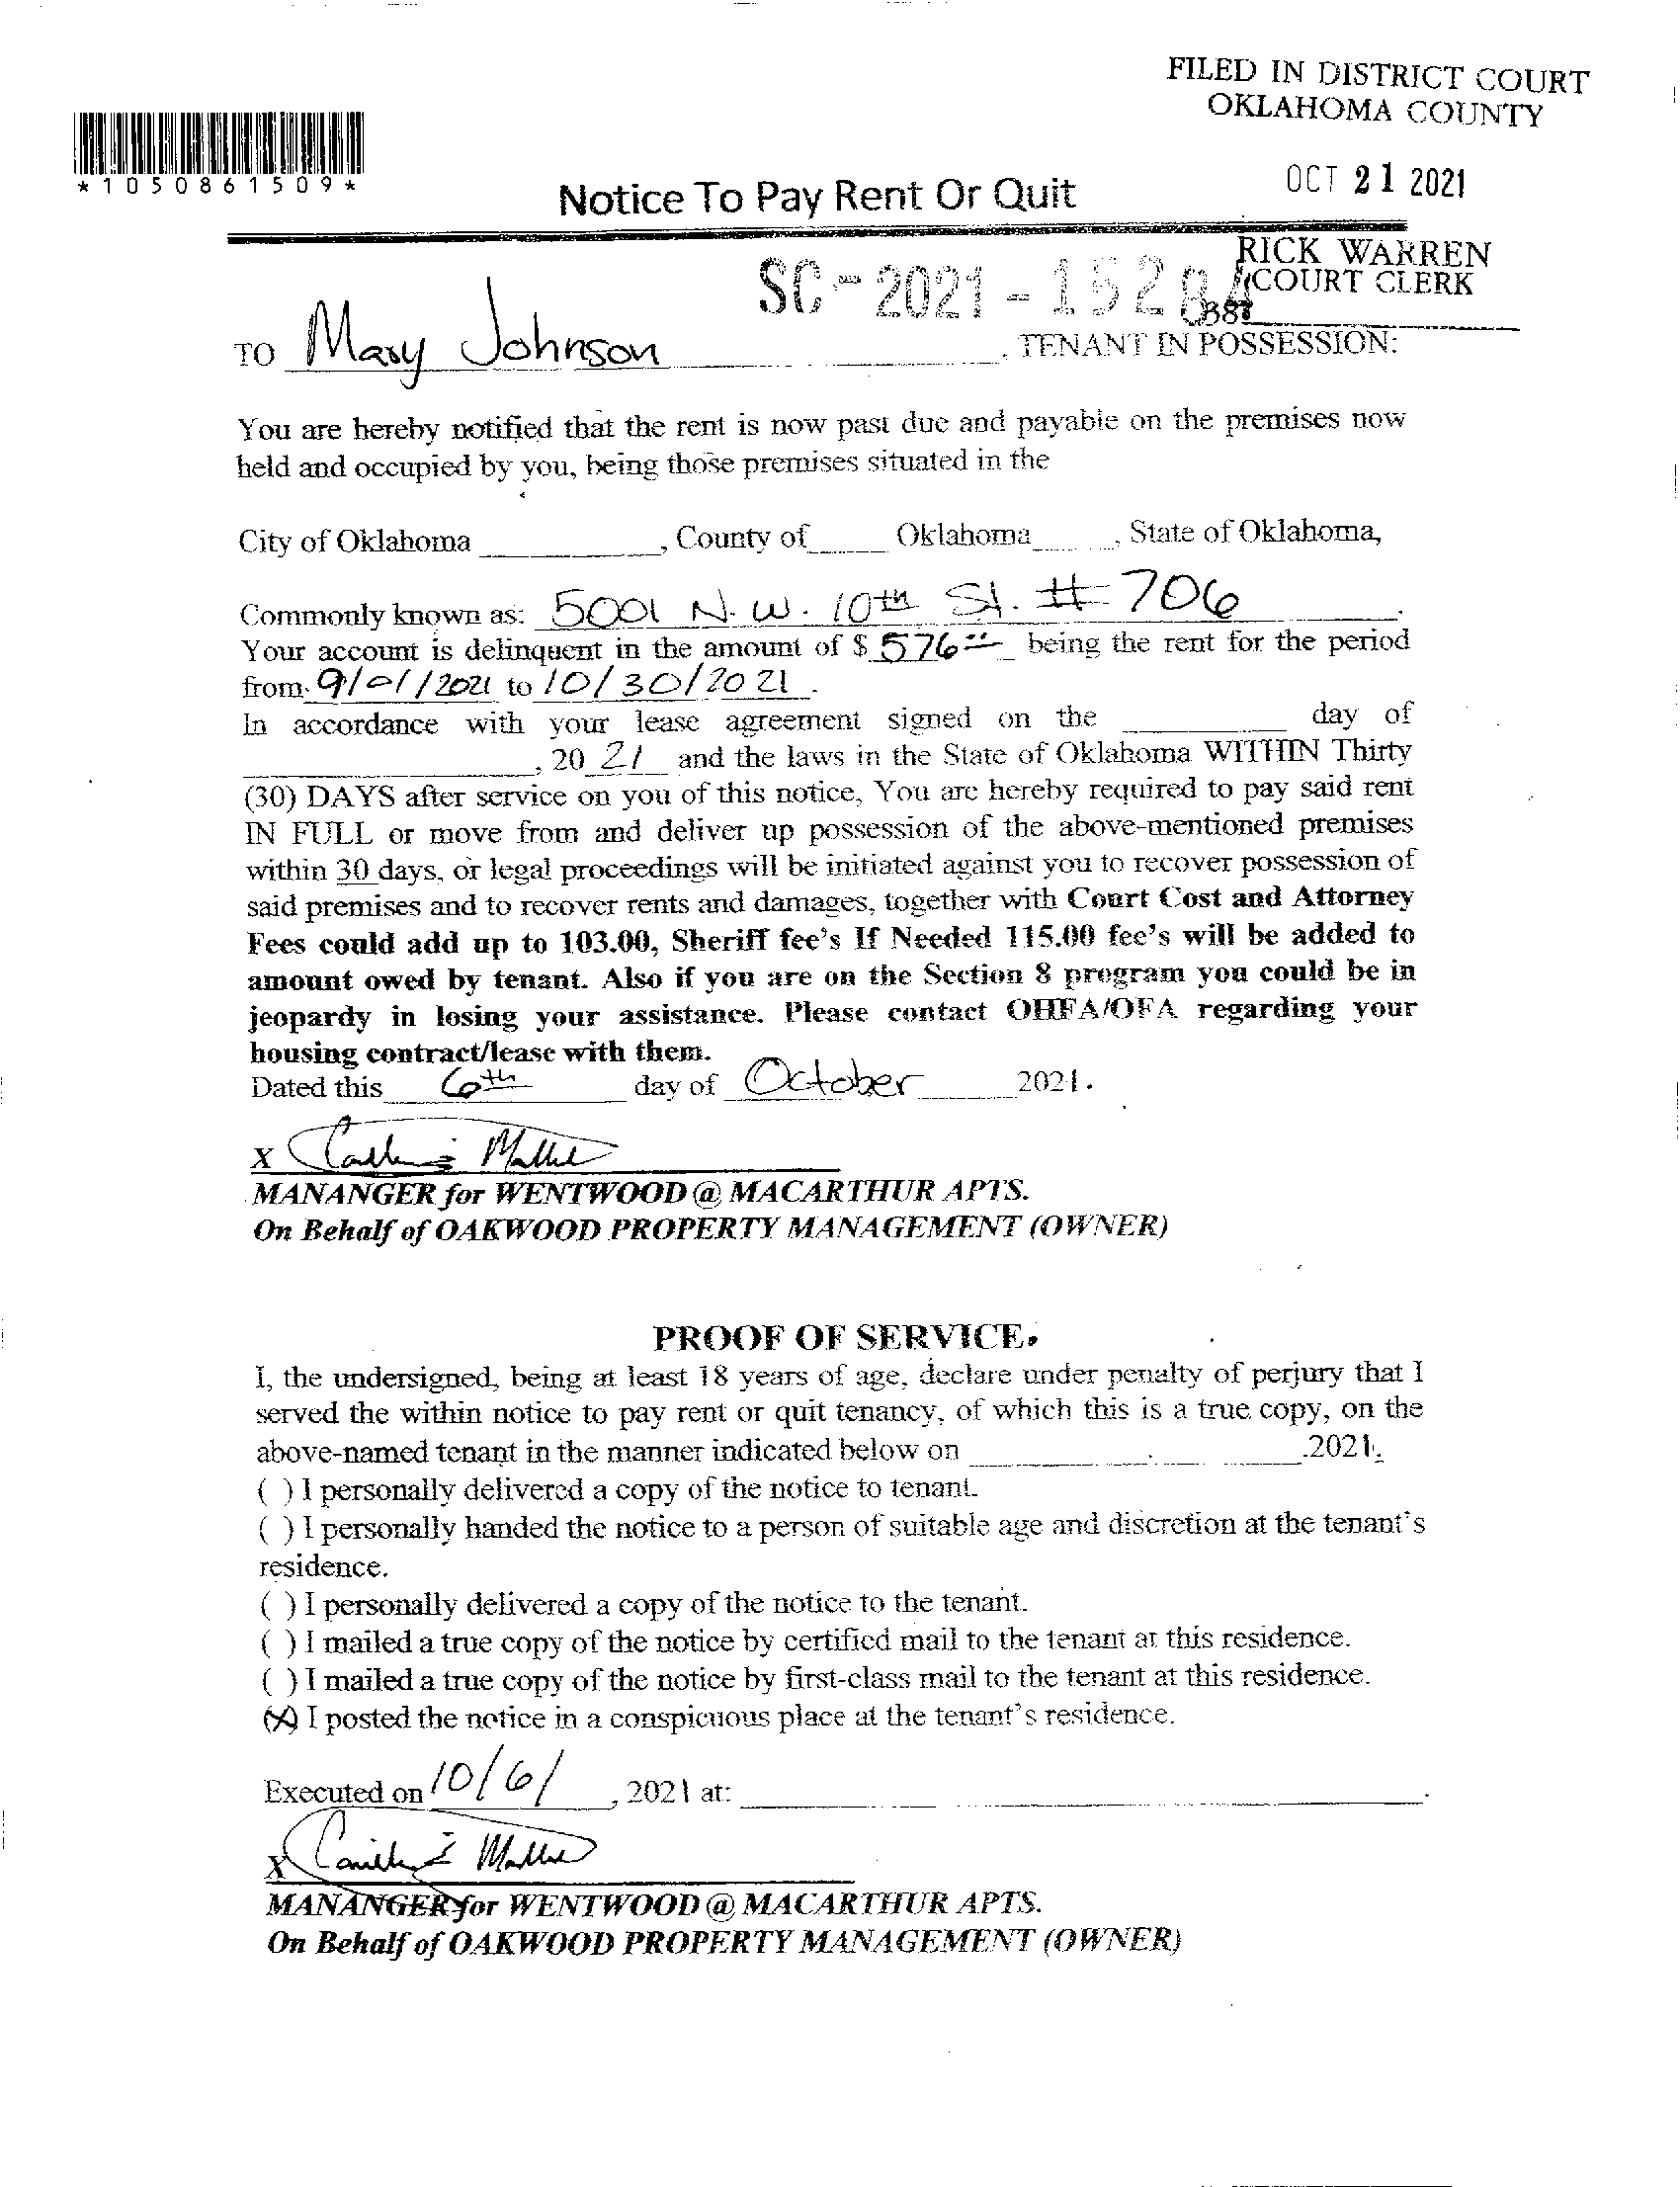 FILED IN DISTRICT COURT
OKLAHOMA COUNTY
*1050861509*
OCT 21 2021
Notice To Pay Rent Or Quit
RICK WARREN
COURT CLERK
SC-2021-1528
TO Mary Johnson, TENANT IN POSSESSION:
You are hereby notified that the rent is now past due and payable on the premises now
held and occupied by you, being those premises situated in the
City of Oklahoma ____________, County of ______ Oklahoma______, State of Oklahoma,
Commonly known as: 5001 N.W. 10th St. # 706.
Your account is delinquent in the amount of $ 576 being the rent for the period
from 9/01/2021 to 10/30/2021.
In accordance with your lease agreement signed on the ____________ day of
____________________, 20 21 and the laws in the State of Oklahoma WITHIN Thirty
(30) DAYS after service on you of this notice, You are hereby required to pay said rent
IN FULL or move from and deliver up possession of the above-mentioned premises
within 30 days, or legal proceedings will be initiated against you to recover possession of
said premises and to recover rents and damages, together with Court Cost and Attorney
Fees could add up to 103.00, Sheriff fee's If Needed 115.00 fee's will be added to
amount owed by tenant. Also if you are on the Section 8 program you could be in
jeopardy in losing your assistance. Please contact OHFA/OFA regarding your
housing contract/lease with them.
Dated this 6th day of October 2021.
X
MANANGER for WENTWOOD @ MACARTHUR APTS.
On Behalf of OAKWOOD PROPERTY MANAGEMENT (OWNER)
PROOF OF SERVICE.
I, the undersigned, being at least 18 years of age, declare under penalty of perjury that I
served the within notice to pay rent or quit tenancy, of which this is a true copy, on the
above-named tenant in the manner indicated below on ______________________.2021.
( ) I personally delivered a copy of the notice to tenant.
( ) I personally handed the notice to a person of suitable age and discretion at the tenant's
residence.
( ) I personally delivered a copy of the notice to the tenant.
( ) I mailed a true copy of the notice by certified mail to the tenant at this residence.
( ) I mailed a true copy of the notice by first-class mail to the tenant at this residence.
(X) I posted the notice in a conspicuous place at the tenant's residence.
Executed on 10/6/, 2021 at: ______________________________.
X
MANANGER for WENTWOOD @ MACARTHUR APTS.
On Behalf of OAKWOOD PROPERTY MANAGEMENT (OWNER)